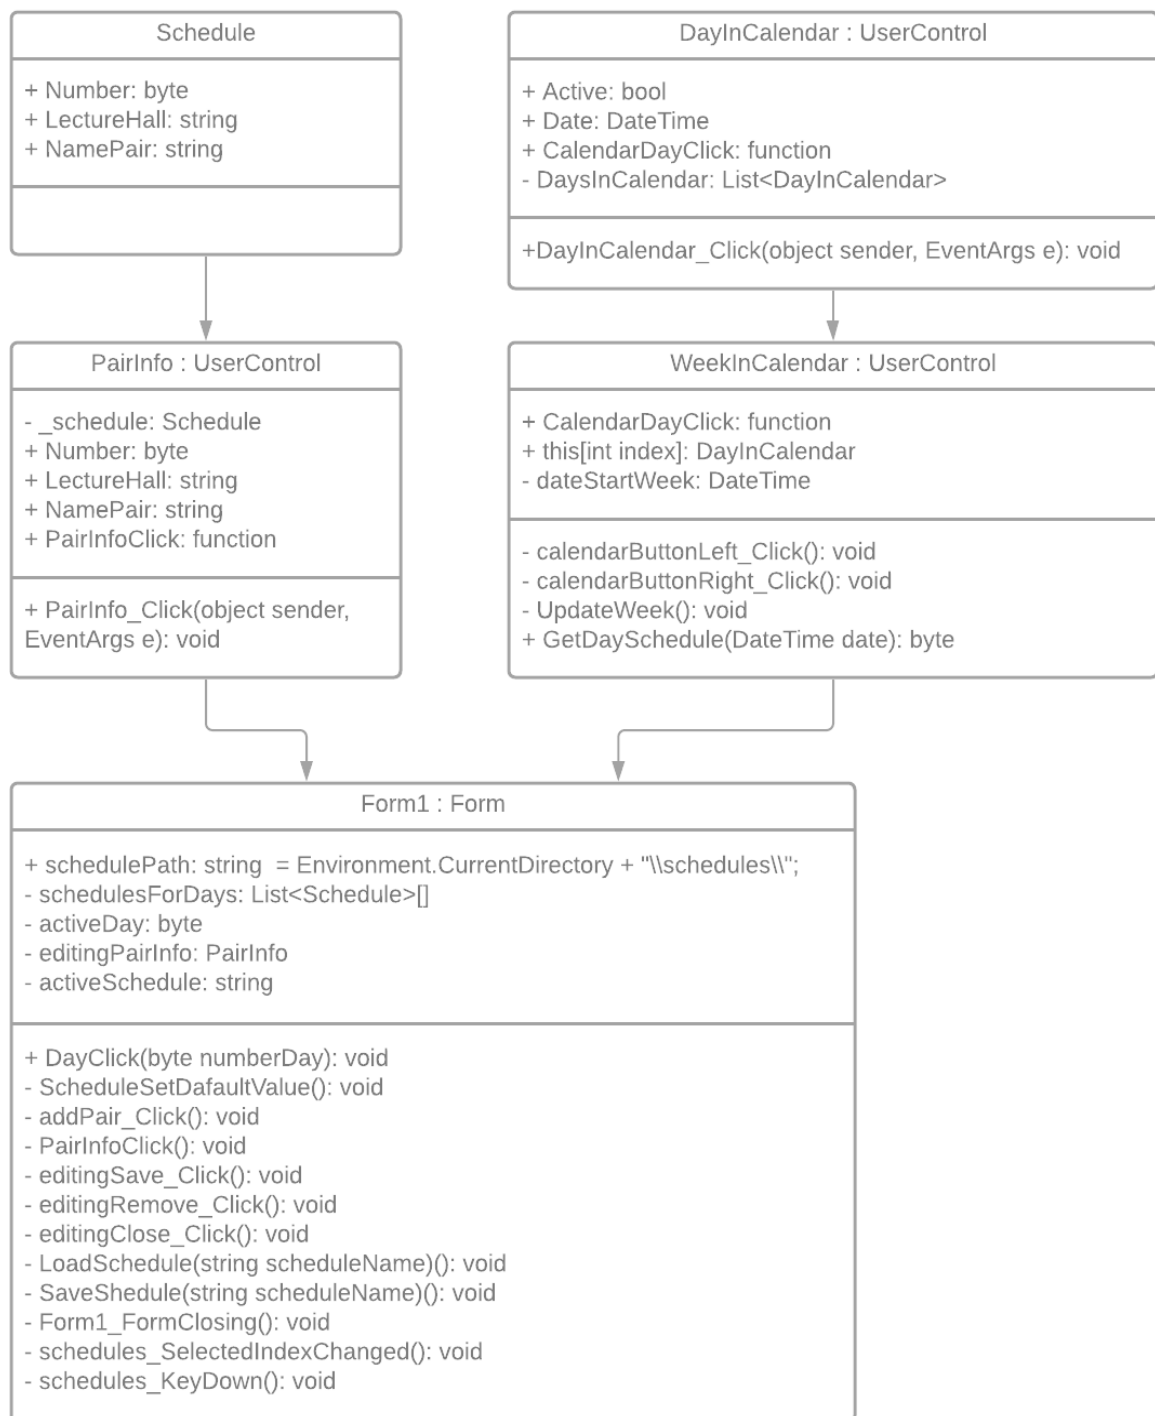 Schedule
+ Number: byte
+ LectureHall: string
+ NamePair: string
DayInCalendar : UserControl
+ Active: bool
+ Date: DateTime
+ CalendarDayClick: function
- DaysInCalendar: List<DayInCalendar>
+DayInCalendar_Click(object sender, EventArgs e): void
PairInfo : UserControl
- _schedule: Schedule
+ Number: byte
+ LectureHall: string
+ NamePair: string
+ PairInfoClick: function
+ PairInfo_Click(object sender,
EventArgs e): void
WeekInCalendar : UserControl
+ CalendarDayClick: function
+ this[int index]: DayInCalendar
- dateStartWeek: DateTime
- calendarButtonLeft_Click(): void
- calendarButtonRight_Click(): void
- UpdateWeek(): void
+ GetDaySchedule(DateTime date): byte
Form1 : Form
+ schedulePath: string  = Environment.CurrentDirectory + "\\schedules\\";
- schedulesForDays: List<Schedule>[]
- activeDay: byte
- editingPairInfo: PairInfo
- activeSchedule: string
+ DayClick(byte numberDay): void
- ScheduleSetDafaultValue(): void
- addPair_Click(): void
- PairInfoClick(): void
- editingSave_Click(): void
- editingRemove_Click(): void
- editingClose_Click(): void
- LoadSchedule(string scheduleName)(): void
- SaveShedule(string scheduleName)(): void
- Form1_FormClosing(): void
- schedules_SelectedIndexChanged(): void
- schedules_KeyDown(): void